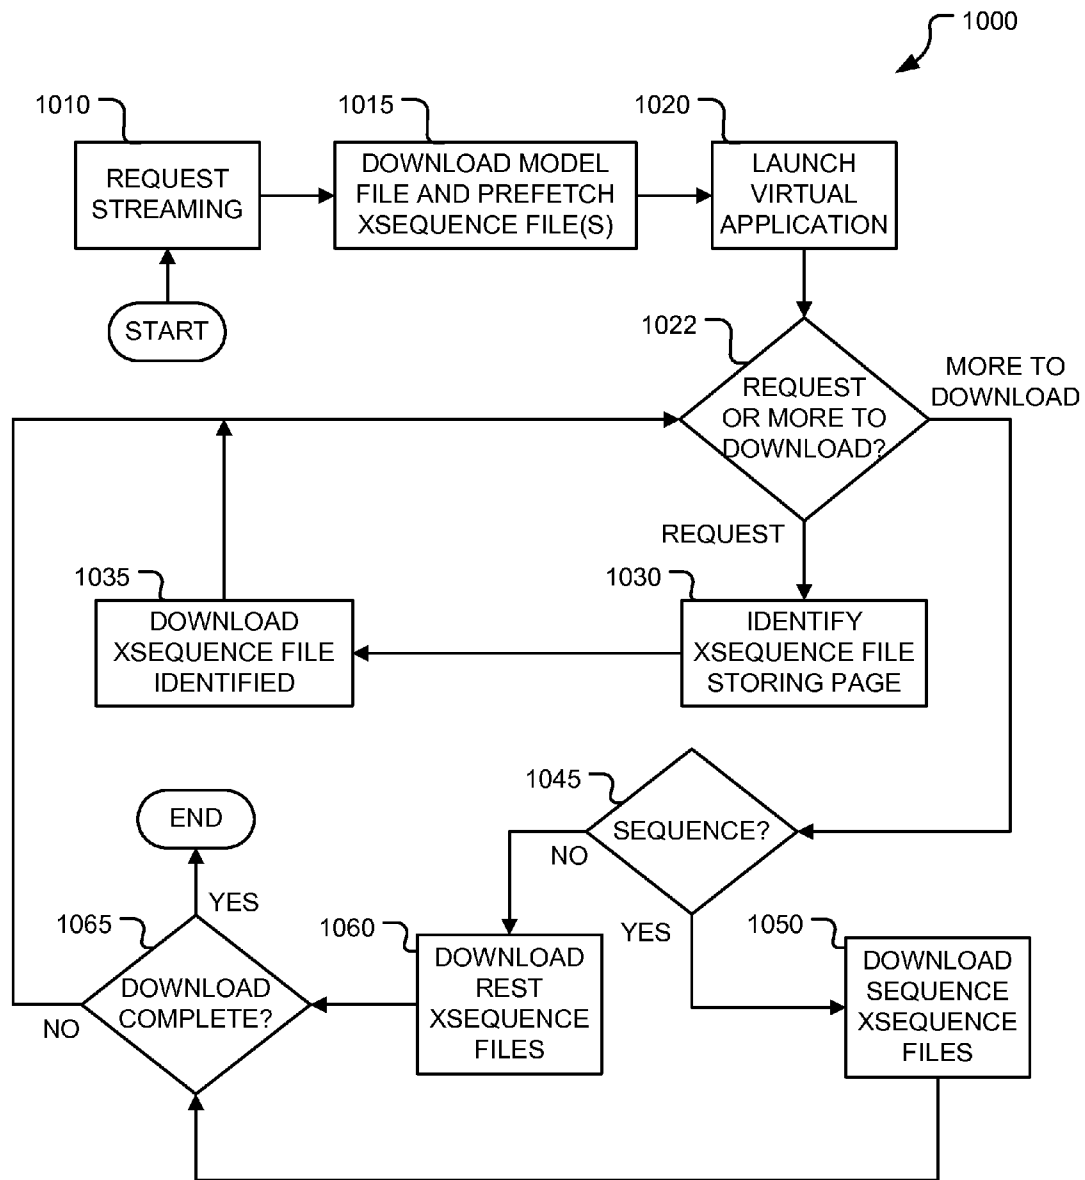 1000
1010
REQUEST
STREAMING
1015
DOWNLOAD MODEL
FILE AND PREFETCH
XSEQUENCE FILE(S)
1020
LAUNCH
VIRTUAL
APPLICATION
START
1022
REQUEST
OR MORE TO
DOWNLOAD?
MORE TO
DOWNLOAD
REQUEST
1035
DOWNLOAD
XSEQUENCE FILE
IDENTIFIED
1030
IDENTIFY
XSEQUENCE FILE
STORING PAGE
1045
SEQUENCE?
NO
YES
END
YES
1065
DOWNLOAD
COMPLETE?
NO
1060
DOWNLOAD
REST
XSEQUENCE
FILES
1050
DOWNLOAD
SEQUENCE
XSEQUENCE
FILES